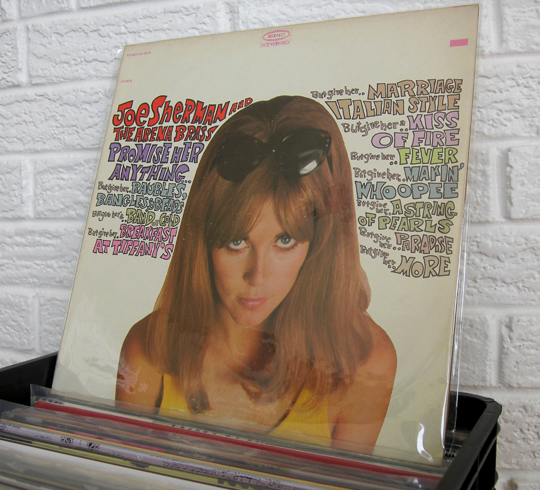 STEREO
Joe Sherman AND
THE ARENA BRASS
PROMISE HER
ANYTHING
But give her.. BAUBLES,
BANGLES & BEADS
But give her a.. BAND OF GOLD
But give her.. BREAKFAST
AT TIFFANY'S
But give her.. MARRIAGE
ITALIAN STYLE
But give her a.. KISS
OF FIRE
But give her.. FEVER
But give her.. MAKIN'
WHOOPEE
But give her.. A STRING
OF PEARLS
But give her.. PARADISE
But give her.. MORE